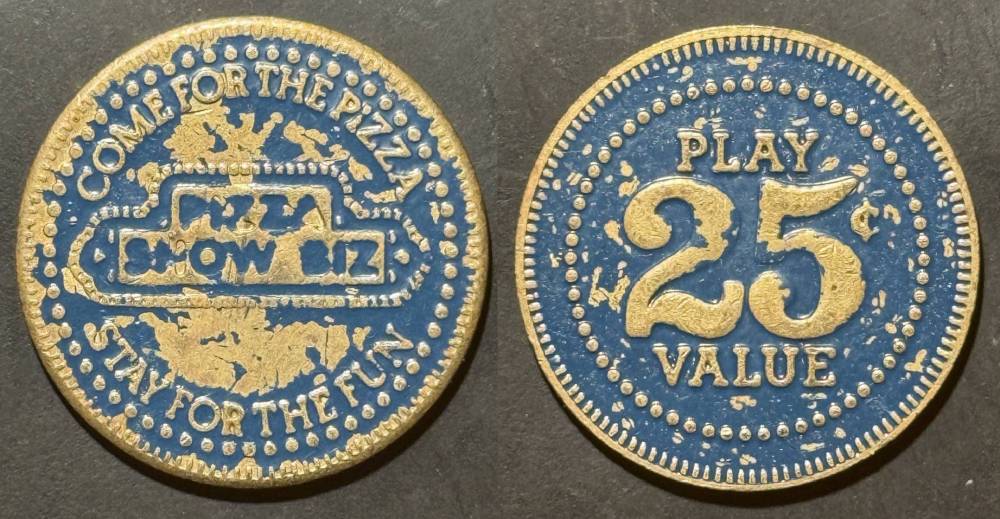 COME FOR THE PIZZA
PIZZA
SHOW BIZ
STAY FOR THE FUN
PLAY
25¢
VALUE